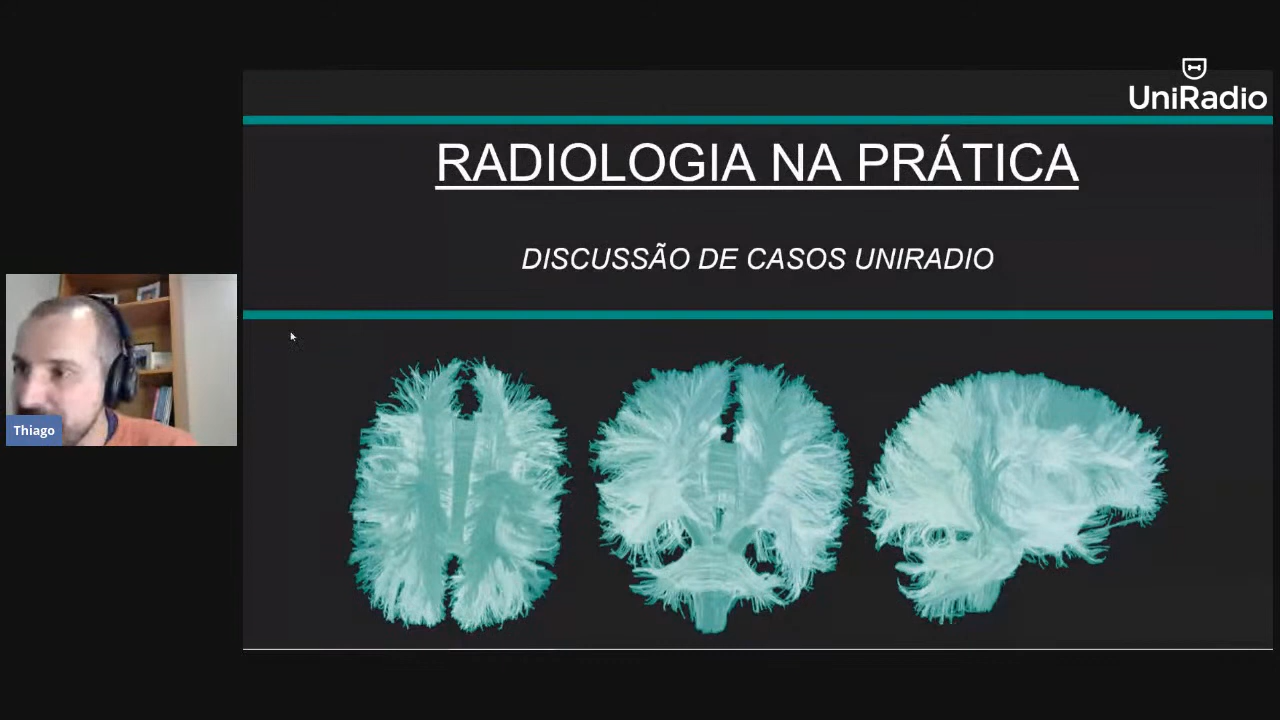 UniRadio
RADIOLOGIA NA PRÁTICA
DISCUSSÃO DE CASOS UNIRADIO
Thiago